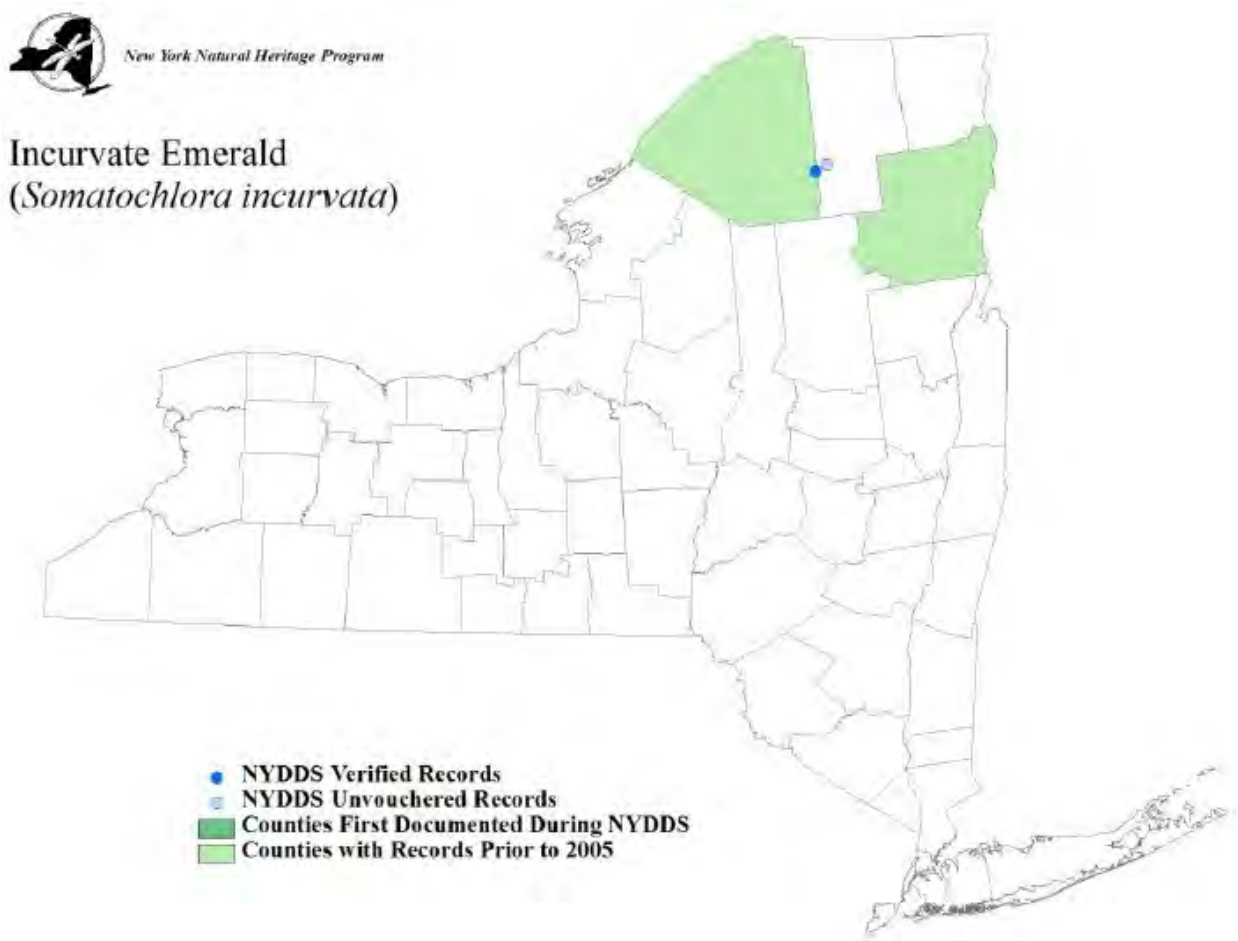 New York Natural Heritage Program
Incurvate Emerald
(Somatochlora incurvata)
NYDDS Verified Records
NYDDS Unvouchered Records
Counties First Documented During NYDDS
Counties with Records Prior to 2005